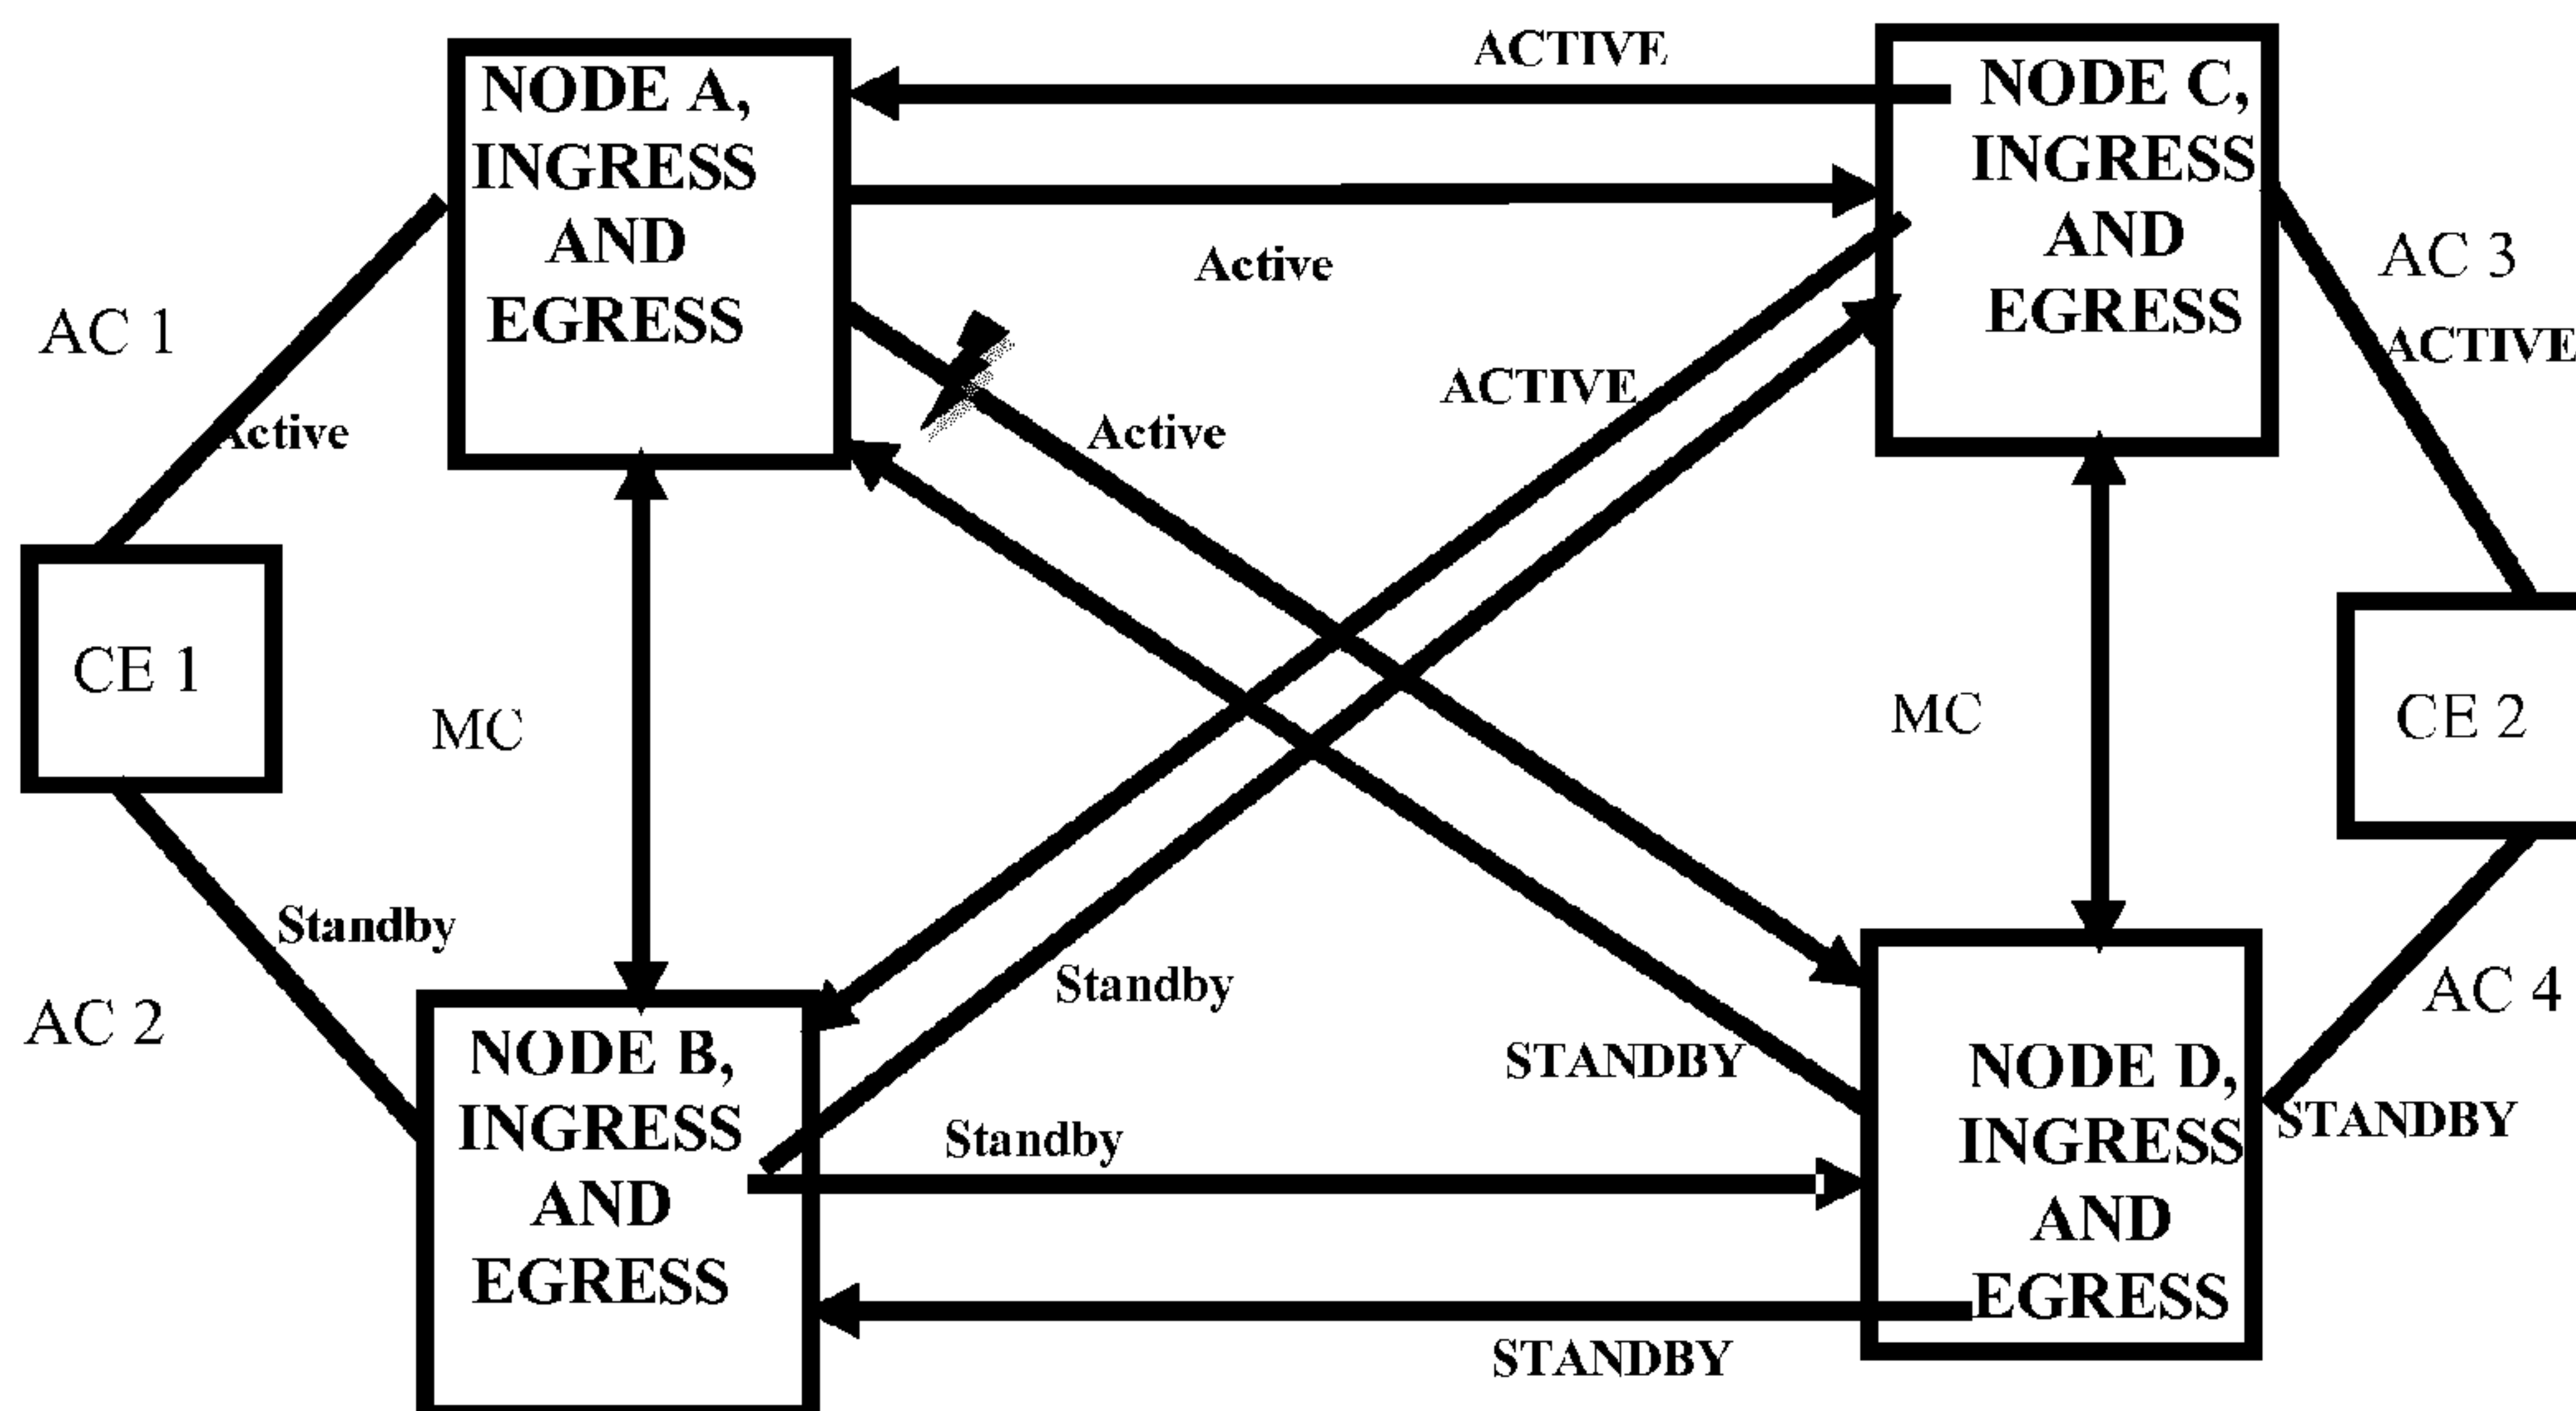 ACTIVE
NODE A,
INGRESS
AND
EGRESS
NODE C,
INGRESS
AND
EGRESS
Active
AC 1
Active
Active
ACTIVE
AC 3
ACTIVE
CE 1
MC
MC
CE 2
Standby
AC 2
Standby
STANDBY
AC 4
STANDBY
NODE B,
INGRESS
AND
EGRESS
Standby
NODE D,
INGRESS
AND
EGRESS
STANDBY